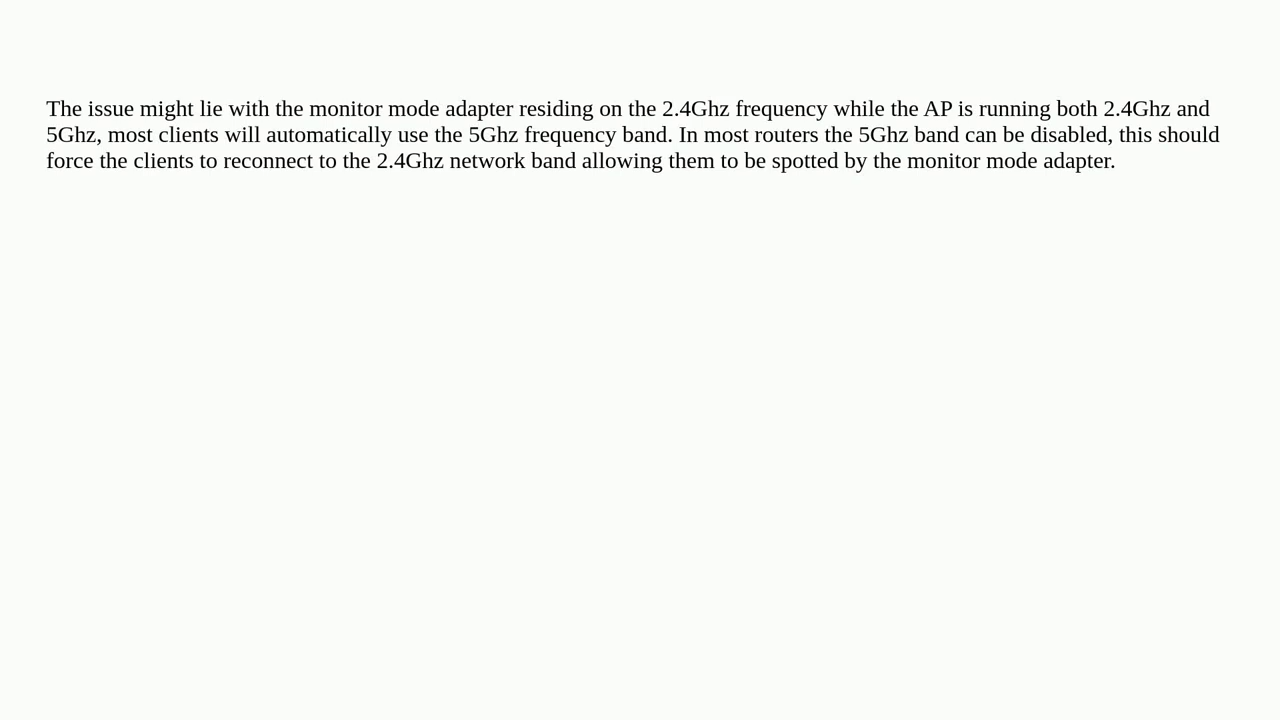 The issue might lie with the monitor mode adapter residing on the 2.4Ghz frequency while the AP is running both 2.4Ghz and
5Ghz, most clients will automatically use the 5Ghz frequency band. In most routers the 5Ghz band can be disabled, this should
force the clients to reconnect to the 2.4Ghz network band allowing them to be spotted by the monitor mode adapter.